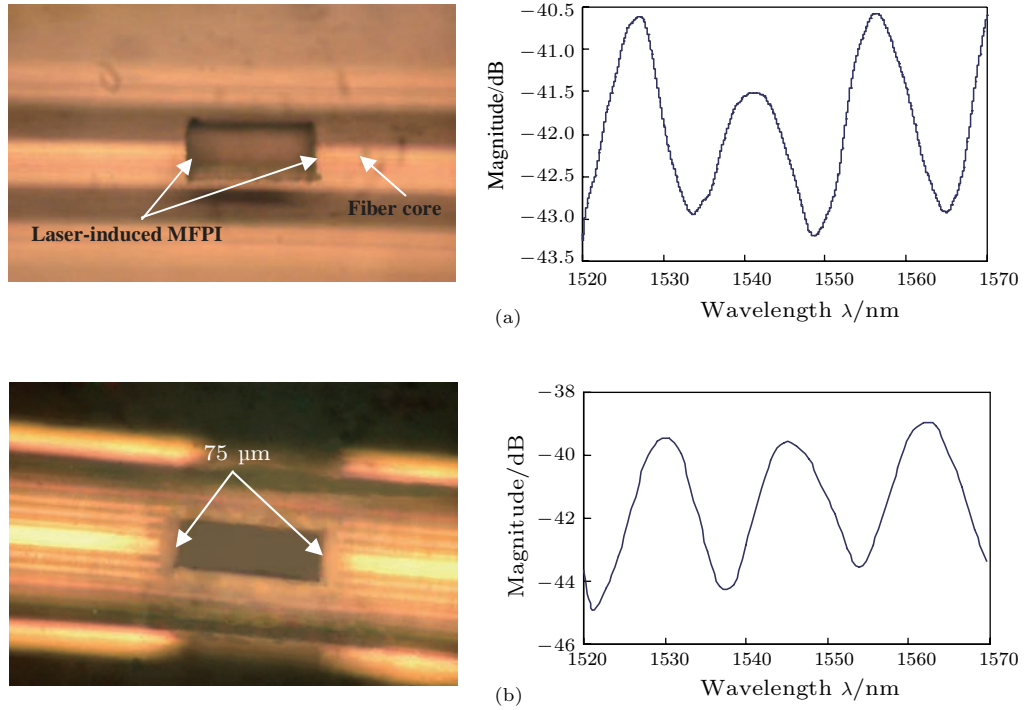 Laser-induced MFPI
Fiber core
−40.5
−41.0
−41.5
−42.0
−42.5
−43.0
−43.5
Magnitude/dB
1520
1530
1540
1550
1560
1570
Wavelength λ/nm
(a)
75 µm
−38
−40
−42
−44
−46
Magnitude/dB
1520
1530
1540
1550
1560
1570
Wavelength λ/nm
(b)